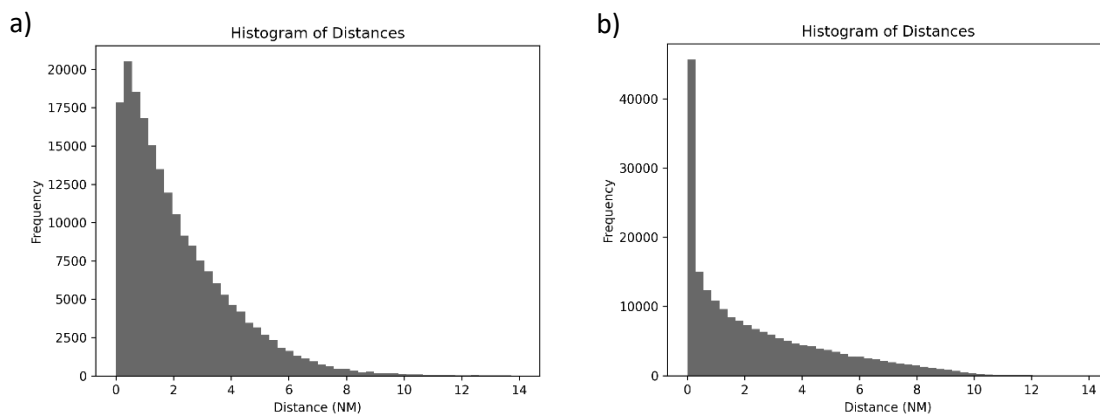 a)
Histogram of Distances
Frequency
20000
17500
15000
12500
10000
7500
5000
2500
0
0 2 4 6 8 10 12 14
Distance (NM)
b)
Histogram of Distances
Frequency
40000
30000
20000
10000
0
0 2 4 6 8 10 12 14
Distance (NM)